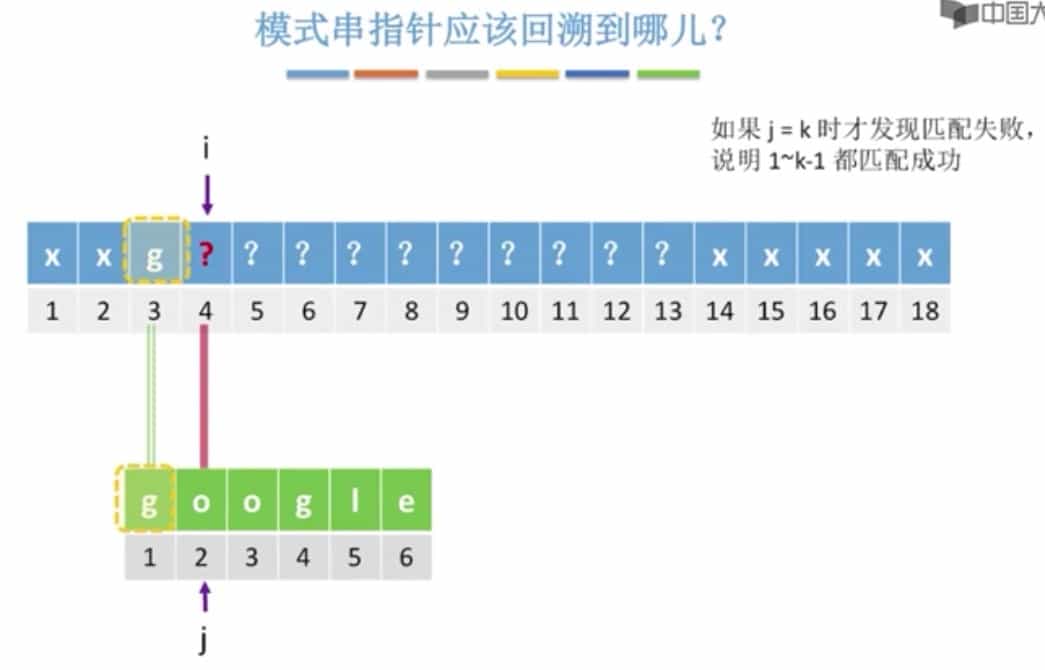 模式串指针应该回溯到哪儿？
中国大
如果 j = k 时才发现匹配失败，
说明 1~k-1 都匹配成功
i
x x g ? ? ? ? ? ? ? ? ? ? x x x x x
1 2 3 4 5 6 7 8 9 10 11 12 13 14 15 16 17 18
g o o g l e
1 2 3 4 5 6
j